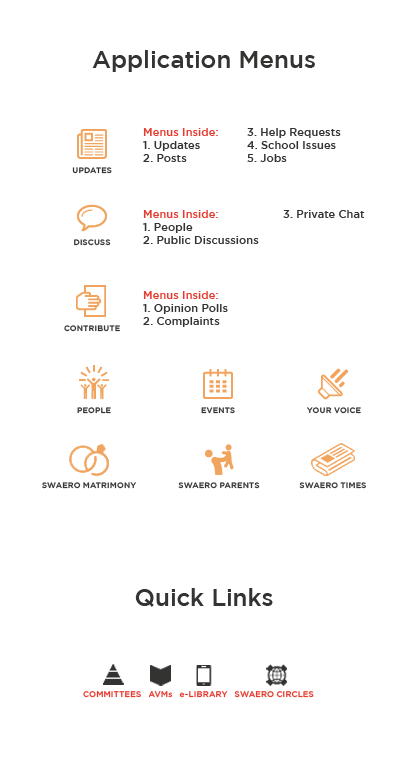 Application Menus
Menus Inside:
1. Updates
2. Posts
3. Help Requests
4. School Issues
5. Jobs
UPDATES
Menus Inside:
1. People
2. Public Discussions
3. Private Chat
DISCUSS
Menus Inside:
1. Opinion Polls
2. Complaints
CONTRIBUTE
PEOPLE
EVENTS
YOUR VOICE
SWAERO MATRIMONY
SWAERO PARENTS
SWAERO TIMES
Quick Links
COMMITTEES
AVMs
e-LIBRARY
SWAERO CIRCLES